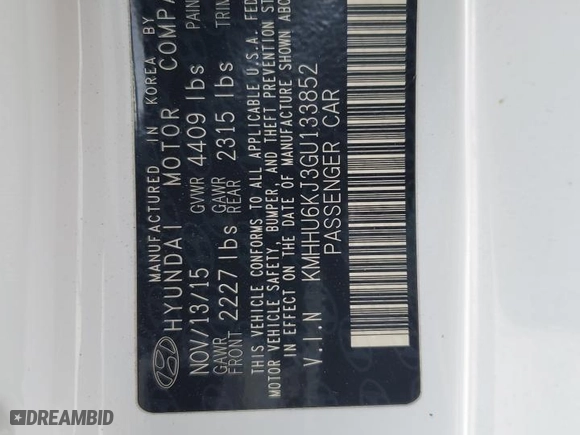 MANUFACTURED IN KOREA BY
HYUNDAI MOTOR COMPA
NOV/13/15 GVWR 4409 lbs PAIN
GAWR FRONT 2227 lbs GAWR REAR 2315 lbs TRIM
THIS VEHICLE CONFORMS TO ALL APPLICABLE U.S.A. FED
MOTOR VEHICLE SAFETY, BUMPER, AND THEFT PREVENTION ST
IN EFFECT ON THE DATE OF MANUFACTURE SHOWN ABO
V.I.N KMHHU6KJ3GU133852
PASSENGER CAR
DREAMBID